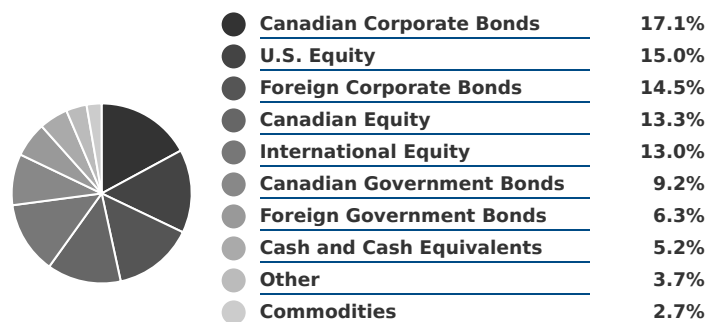 Canadian Corporate Bonds 17.1%
U.S. Equity 15.0%
Foreign Corporate Bonds 14.5%
Canadian Equity 13.3%
International Equity 13.0%
Canadian Government Bonds 9.2%
Foreign Government Bonds 6.3%
Cash and Cash Equivalents 5.2%
Other 3.7%
Commodities 2.7%